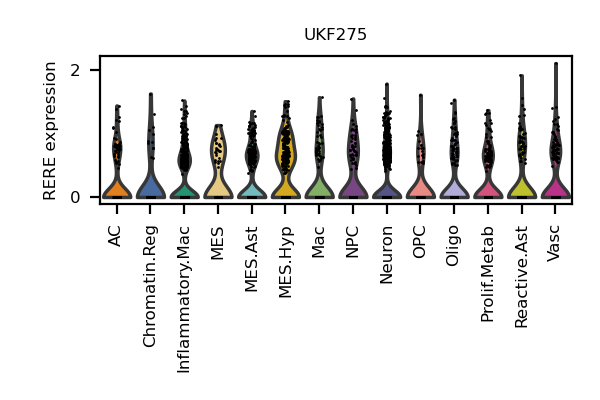 UKF275
RERE expression
2
0
AC
Chromatin.Reg
Inflammatory.Mac
MES
MES.Ast
MES.Hyp
Mac
NPC
Neuron
OPC
Oligo
Prolif.Metab
Reactive.Ast
Vasc